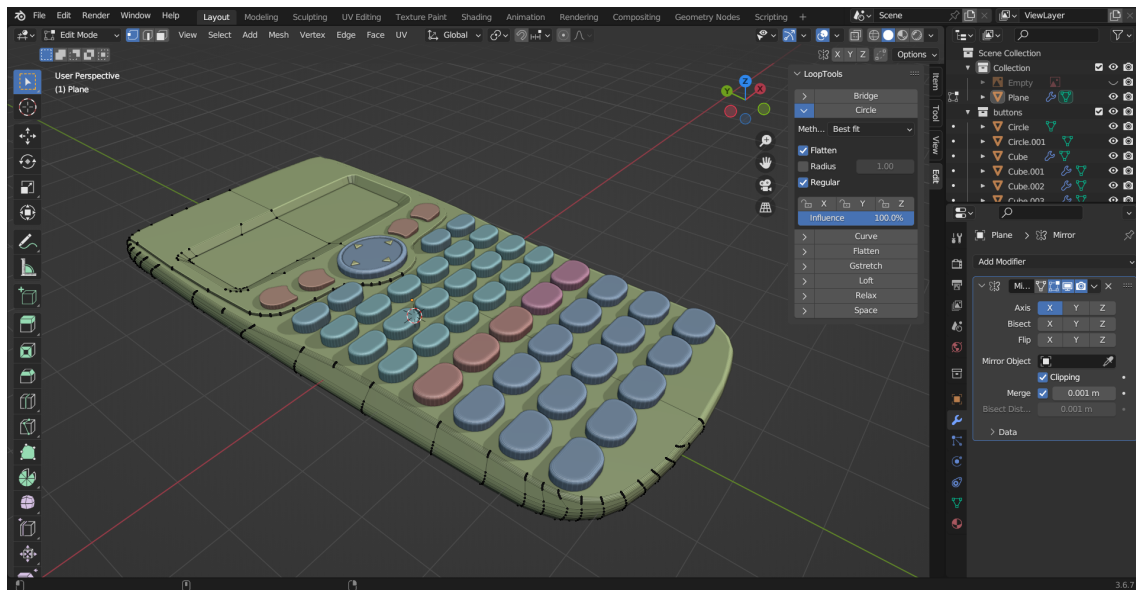 File Edit Render Window Help Layout Modeling Sculpting UV Editing Texture Paint Shading Animation Rendering Compositing Geometry Nodes Scripting + Scene ViewLayer
Edit Mode View Select Add Mesh Vertex Edge Face UV Global
X Y Z Options
User Perspective
(1) Plane
Z
Y
X
LoopTools
Bridge
Circle
Meth... Best fit
Flatten
Radius 1.00
Regular
X Y Z
Influence 100.0%
Curve
Flatten
Gstretch
Loft
Relax
Space
Item
Tool
View
Edit
Scene Collection
Collection
Empty
Plane
buttons
Circle
Circle.001
Cube
Cube.001
Cube.002
Cube.003
Plane > Mirror
Add Modifier
Mi...
Axis X Y Z
Bisect X Y Z
Flip X Y Z
Mirror Object
Clipping
Merge 0.001 m
Bisect Dist... 0.001 m
Data
3.6.7